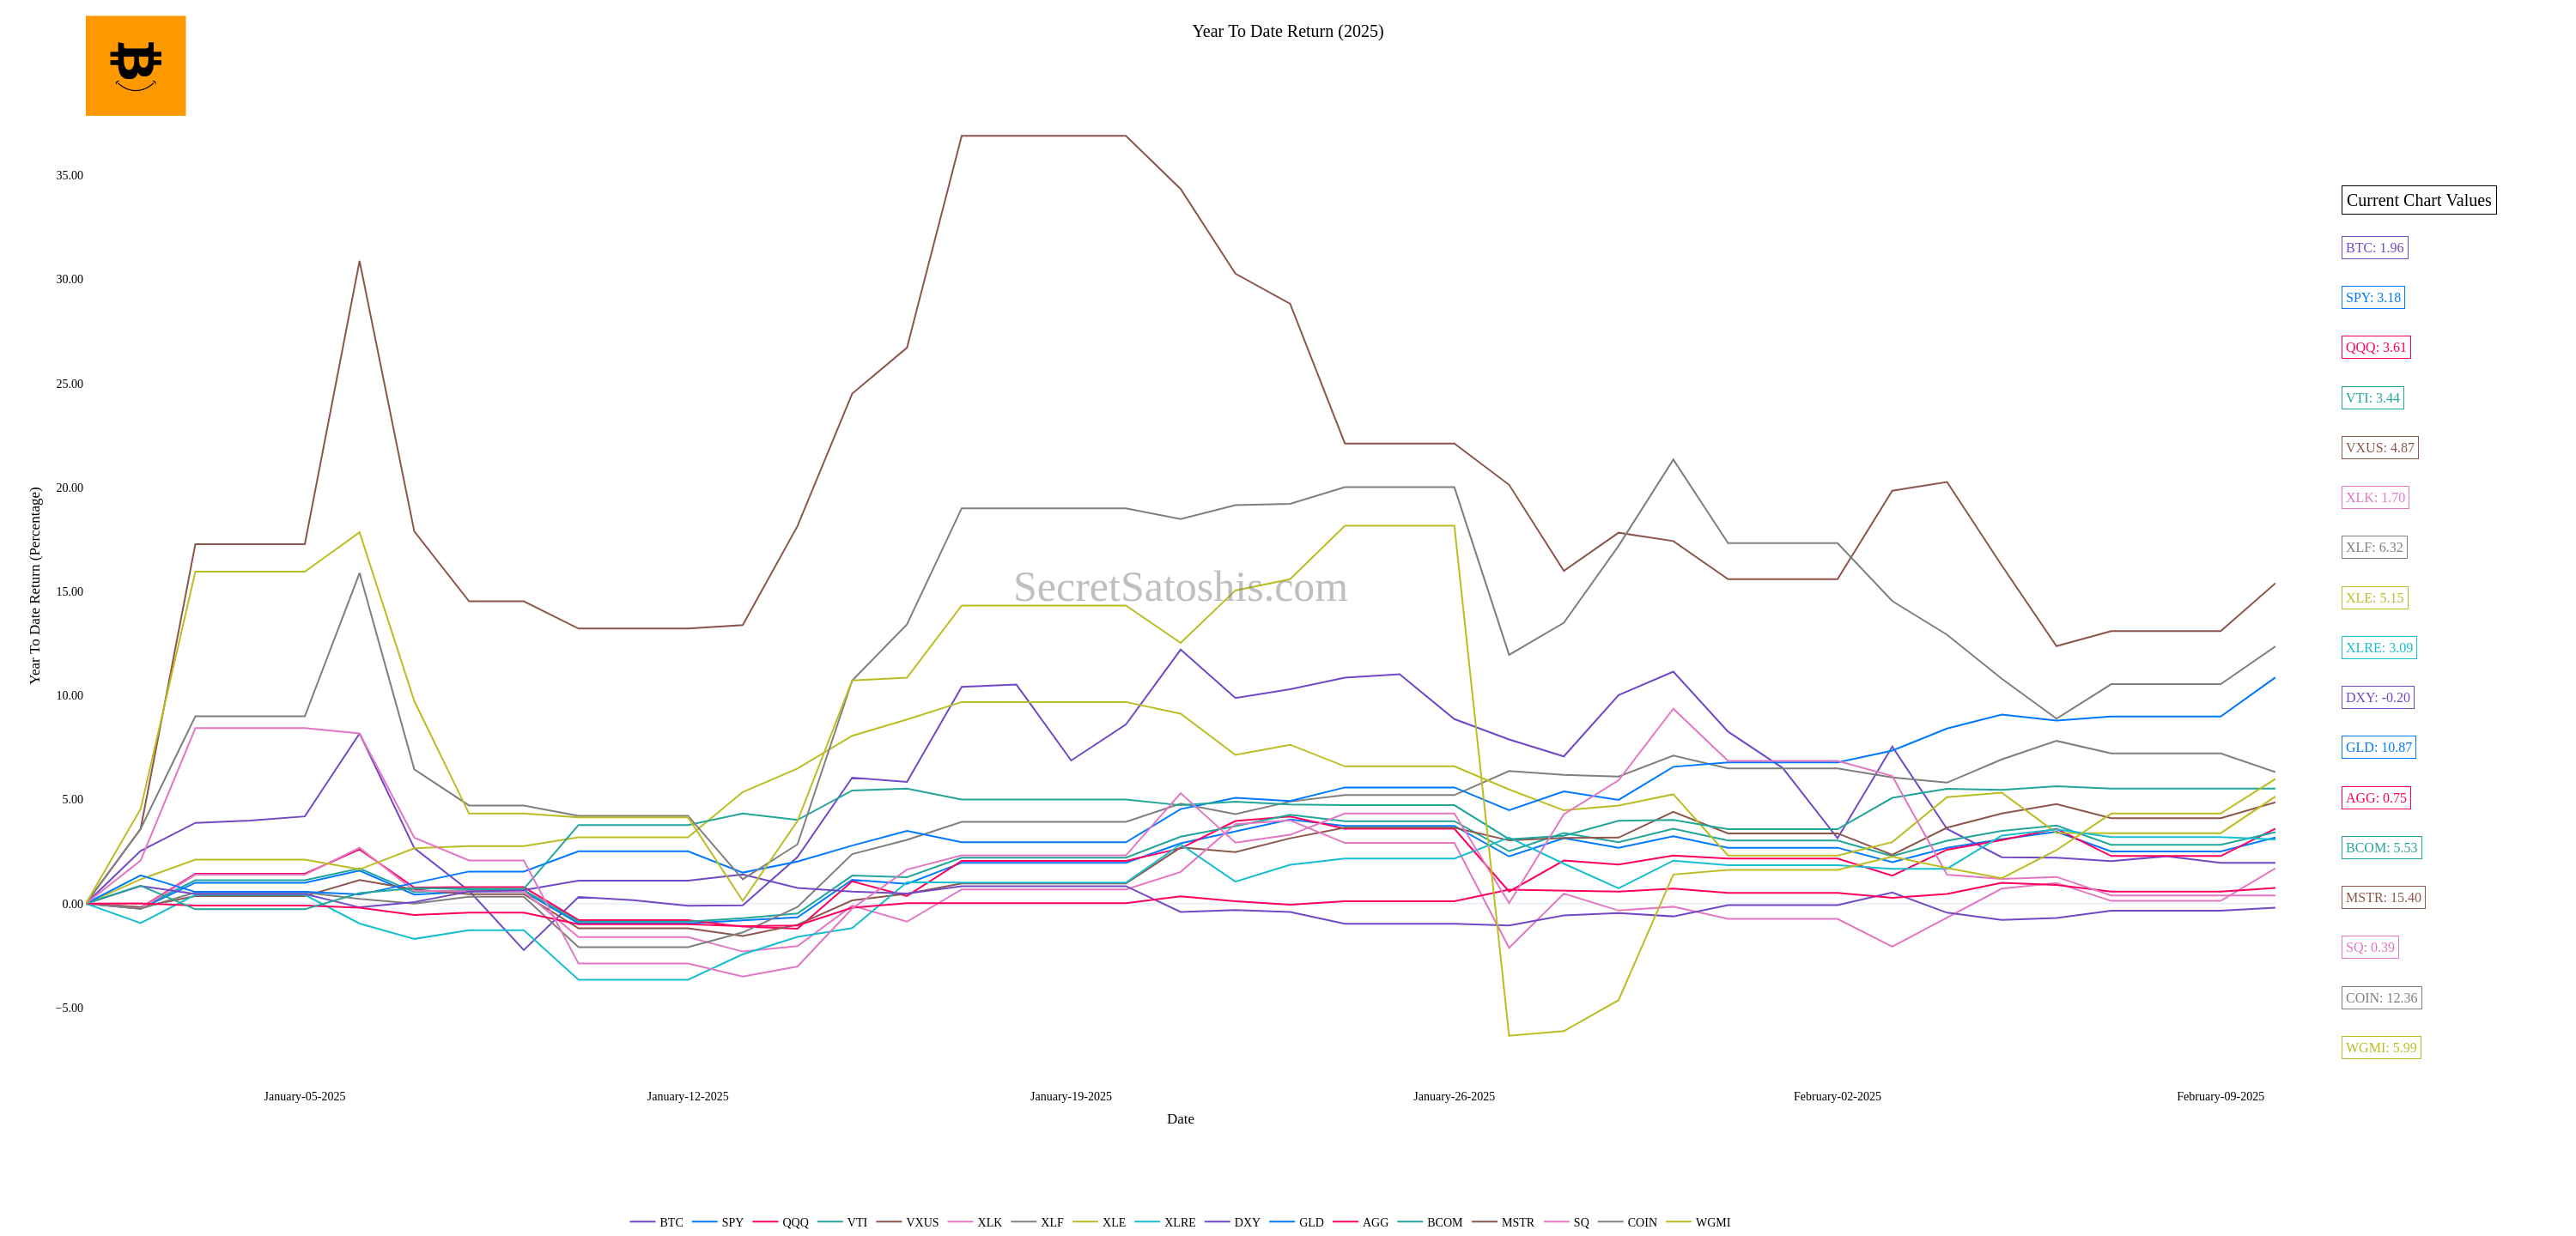 Year To Date Return (2025)
35.00
30.00
25.00
20.00
15.00
10.00
5.00
0.00
−5.00
Year To Date Return (Percentage)
SecretSatoshis.com
January-05-2025
January-12-2025
January-19-2025
January-26-2025
February-02-2025
February-09-2025
Date
Current Chart Values
BTC: 1.96
SPY: 3.18
QQQ: 3.61
VTI: 3.44
VXUS: 4.87
XLK: 1.70
XLF: 6.32
XLE: 5.15
XLRE: 3.09
DXY: -0.20
GLD: 10.87
AGG: 0.75
BCOM: 5.53
MSTR: 15.40
SQ: 0.39
COIN: 12.36
WGMI: 5.99
BTC SPY QQQ VTI VXUS XLK XLF XLE XLRE DXY GLD AGG BCOM MSTR SQ COIN WGMI